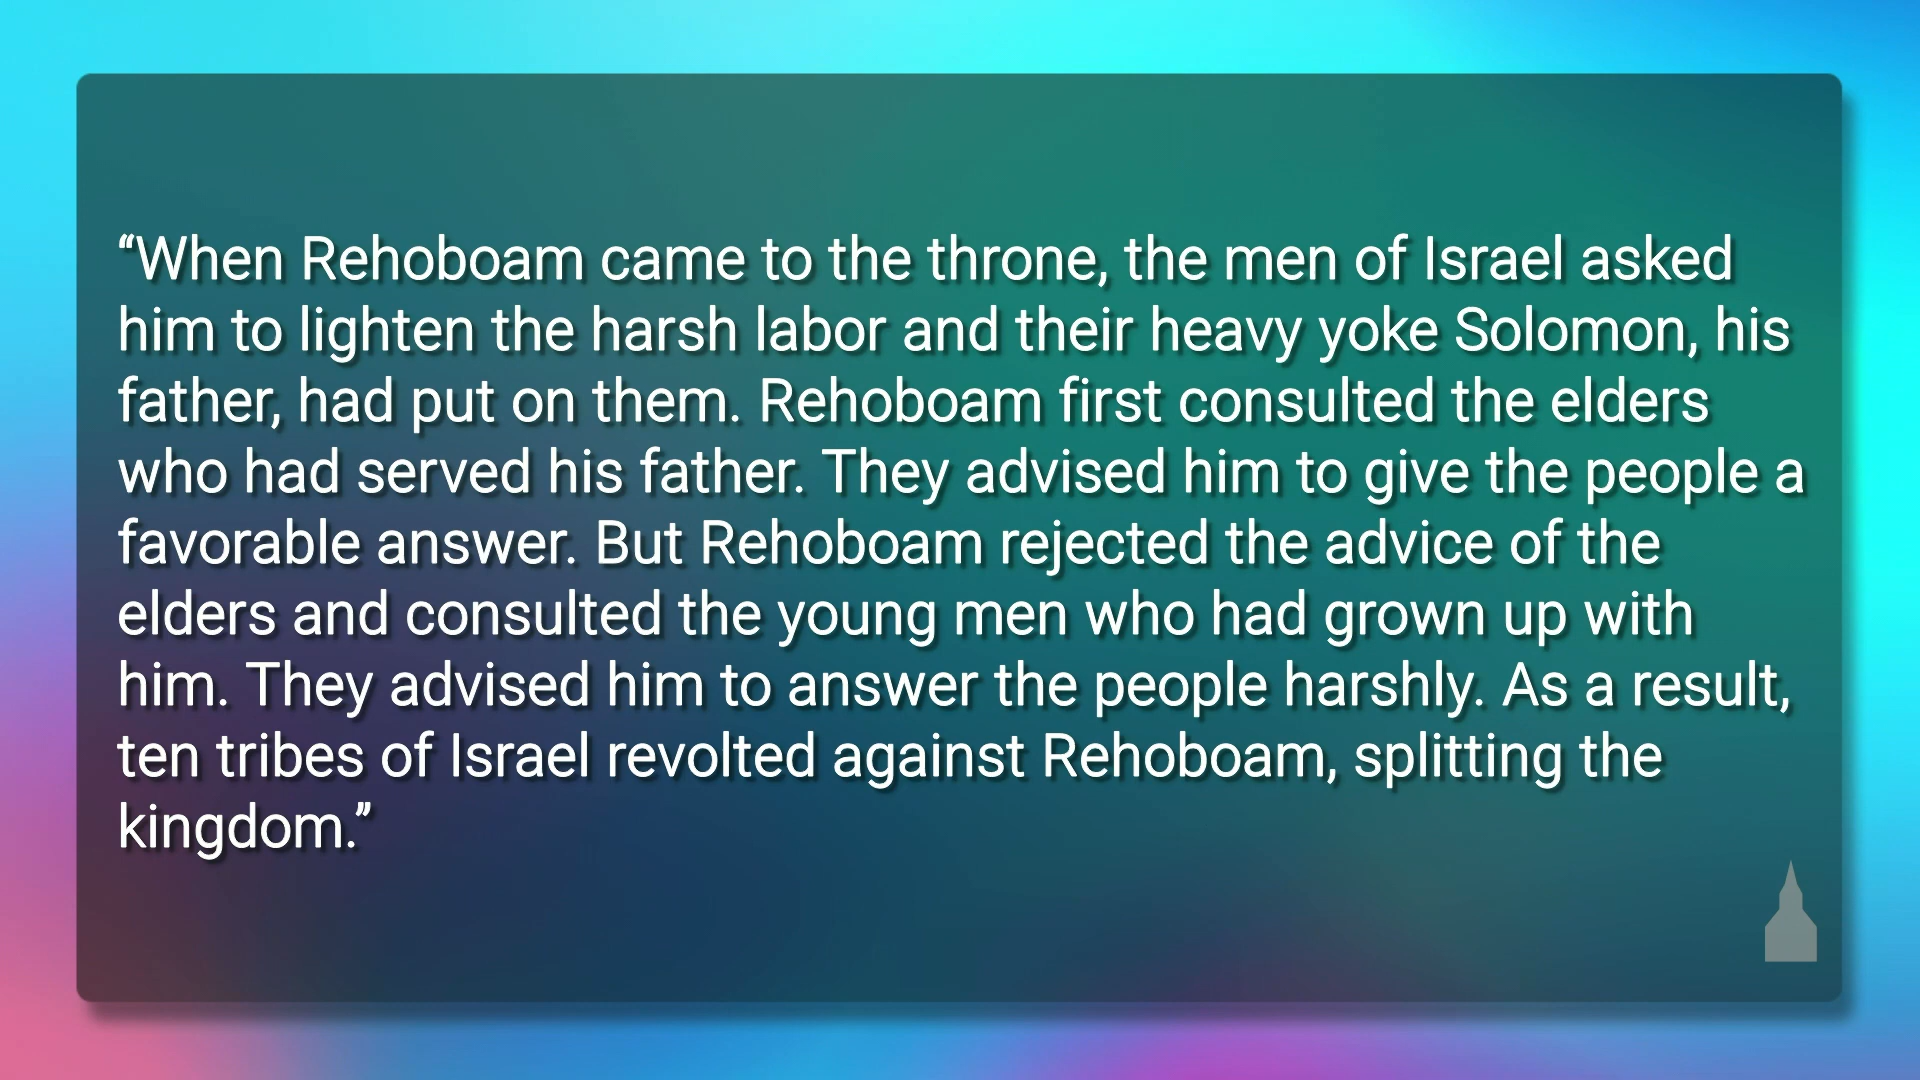 “When Rehoboam came to the throne, the men of Israel asked
him to lighten the harsh labor and their heavy yoke Solomon, his
father, had put on them. Rehoboam first consulted the elders
who had served his father. They advised him to give the people a
favorable answer. But Rehoboam rejected the advice of the
elders and consulted the young men who had grown up with
him. They advised him to answer the people harshly. As a result,
ten tribes of Israel revolted against Rehoboam, splitting the
kingdom.”